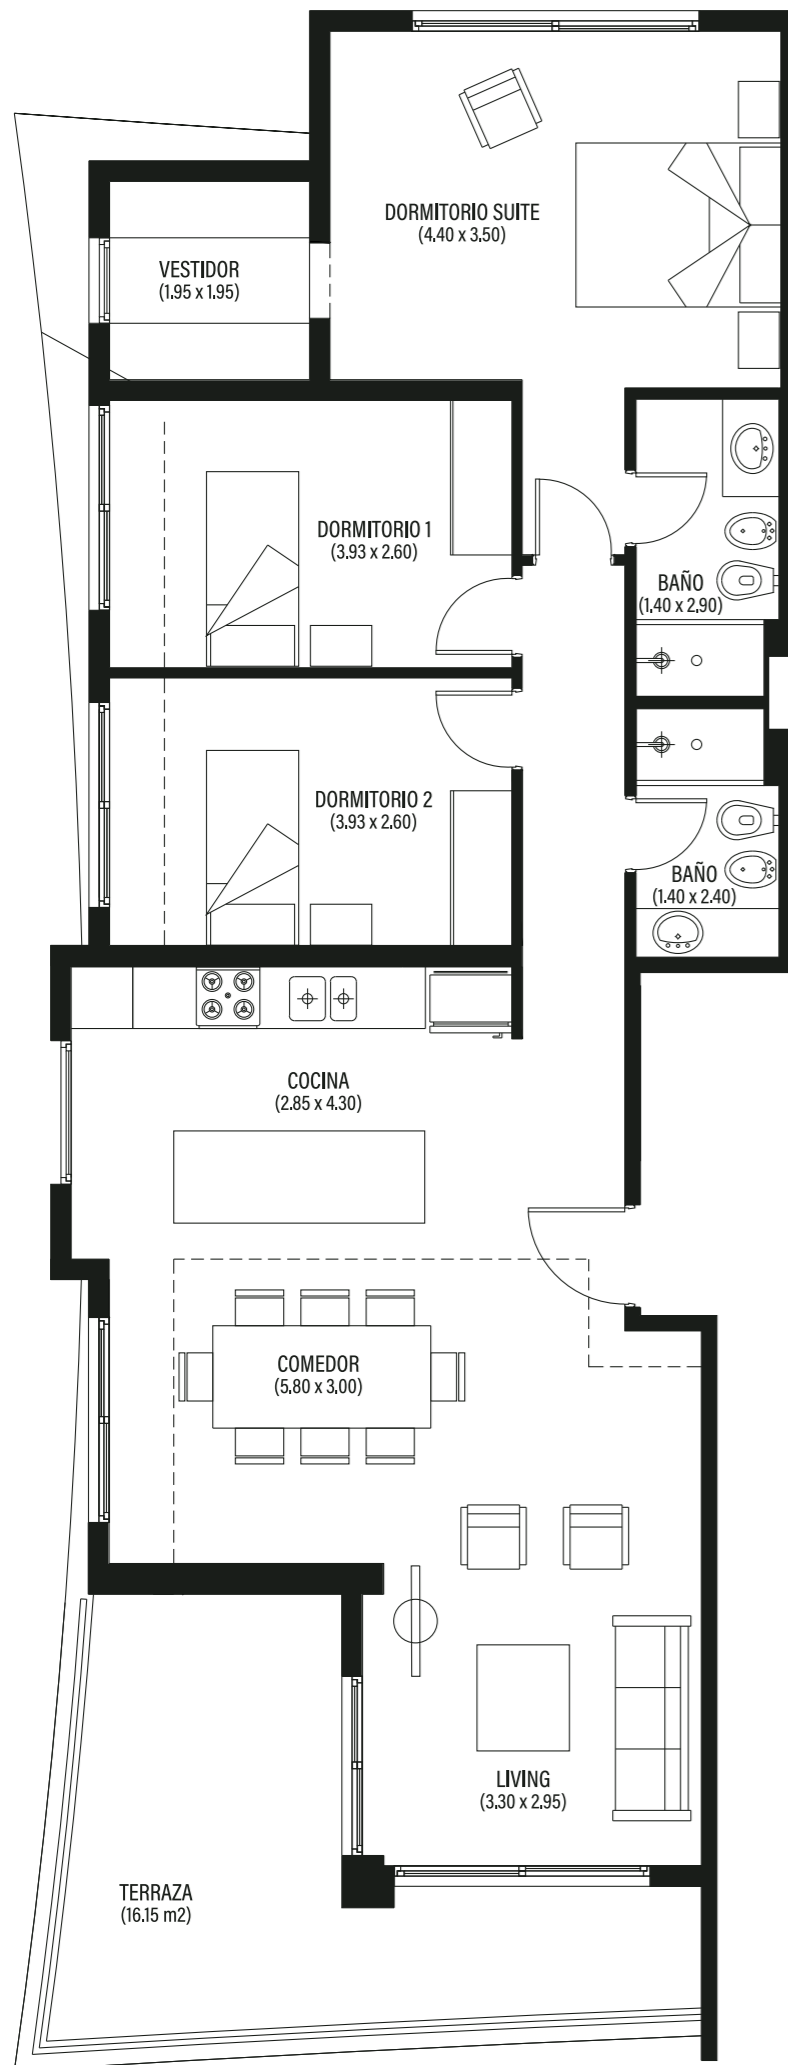 DORMITORIO SUITE
(4.40 x 3.50)
VESTIDOR
(1.95 x 1.95)
DORMITORIO 1
(3.93 x 2.60)
BAÑO
(1.40 x 2.90)
DORMITORIO 2
(3.93 x 2.60)
BAÑO
(1.40 x 2.40)
COCINA
(2.85 x 4.30)
COMEDOR
(5.80 x 3.00)
LIVING
(3.30 x 2.95)
TERRAZA
(16.15 m2)